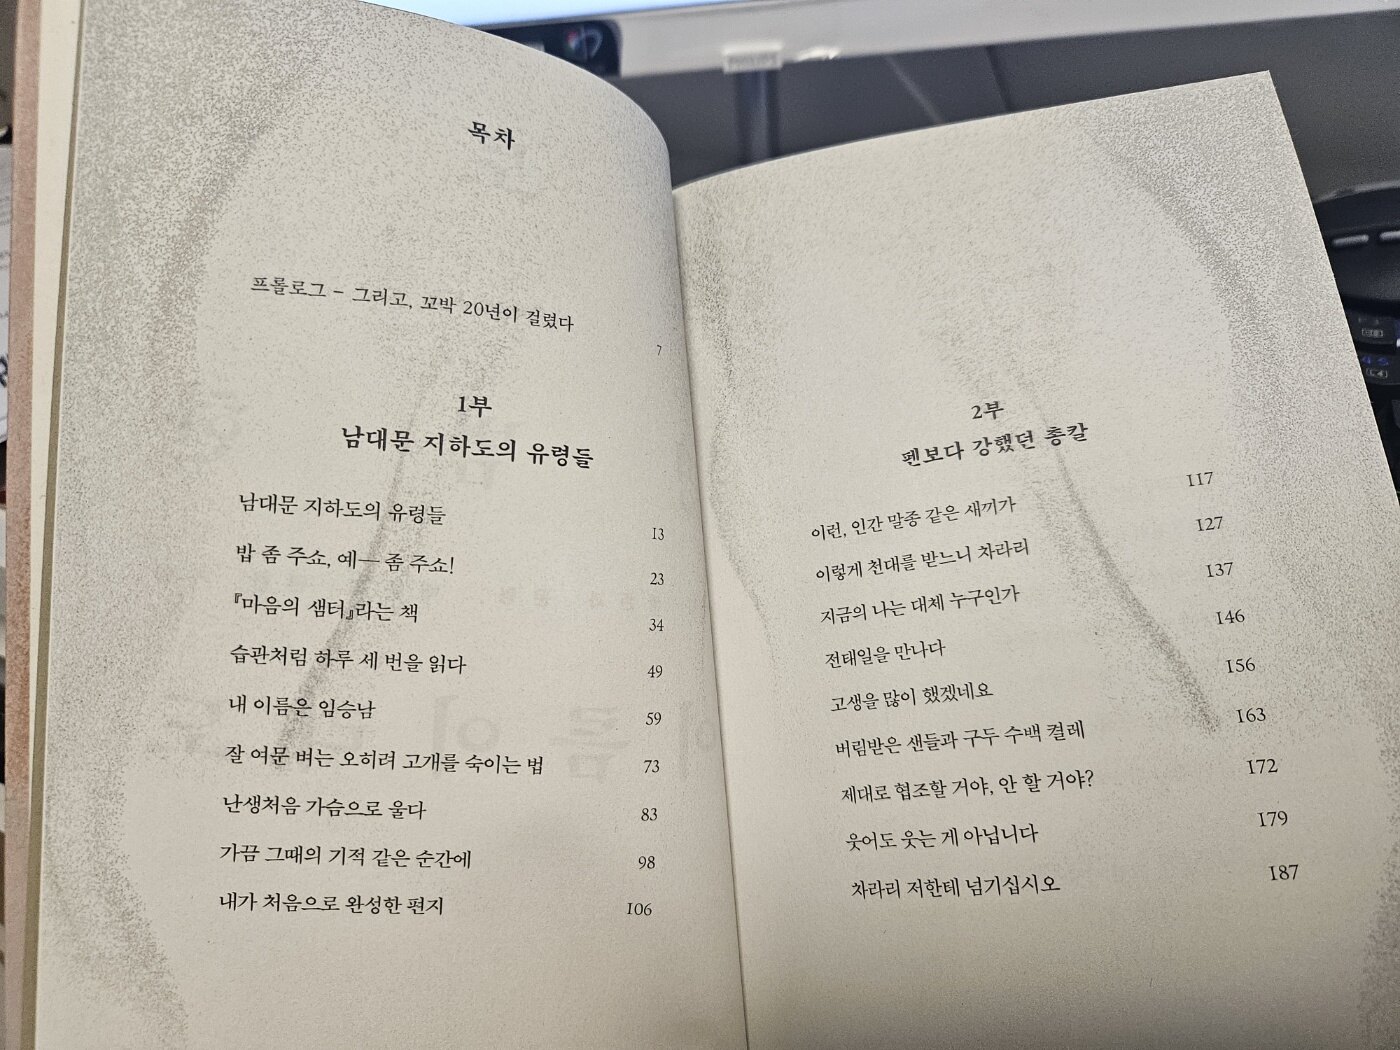 목차
프롤로그 - 그리고, 꼬박 20년이 걸렸다
7
1부
남대문 지하도의 유령들
남대문 지하도의 유령들 13
밥 좀 주쇼, 예— 좀 주쇼! 23
『마음의 샘터』라는 책 34
습관처럼 하루 세 번을 읽다 49
내 이름은 임승남 59
잘 여문 벼는 오히려 고개를 숙이는 법 73
난생처음 가슴으로 울다 83
가끔 그때의 기적 같은 순간에 98
내가 처음으로 완성한 편지 106
2부
펜보다 강했던 총칼
이런, 인간 말종 같은 새끼가 117
이렇게 천대를 받느니 차라리 127
지금의 나는 대체 누구인가 137
전태일을 만나다 146
고생을 많이 했겠네요 156
버림받은 샌들과 구두 수백 켤레 163
제대로 협조할 거야, 안 할 거야? 172
웃어도 웃는 게 아닙니다 179
차라리 저한테 넘기십시오 187